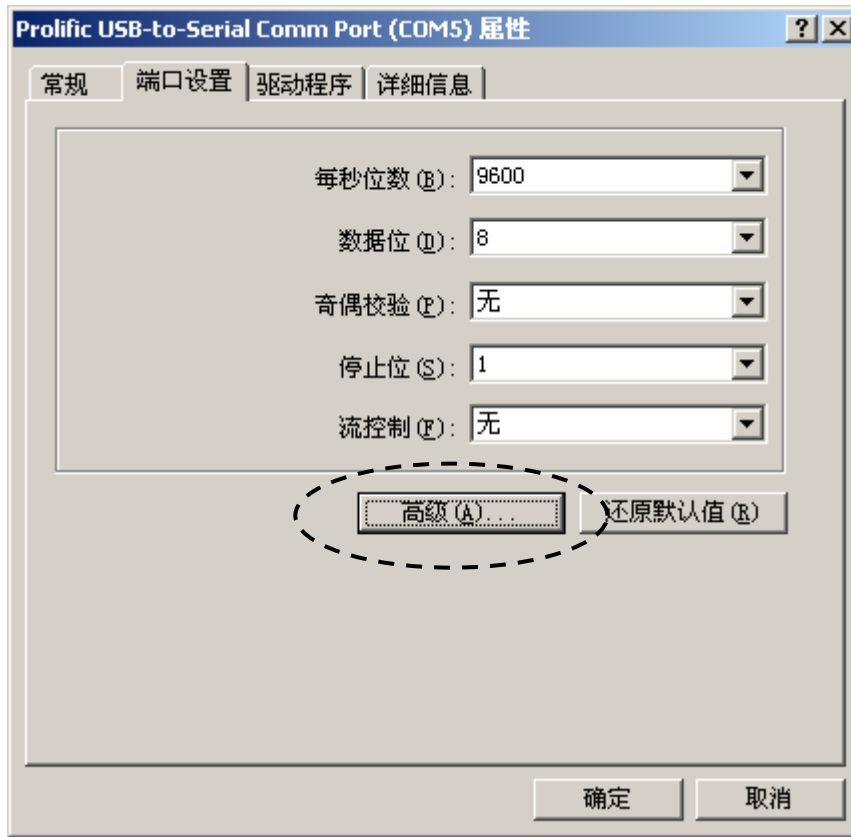 Prolific USB-to-Serial Comm Port (COM5) 属性
常规 端口设置 驱动程序 详细信息
每秒位数(B): 9600
数据位(D): 8
奇偶校验(P): 无
停止位(S): 1
流控制(F): 无
高级(A)... 还原默认值(R)
确定 取消